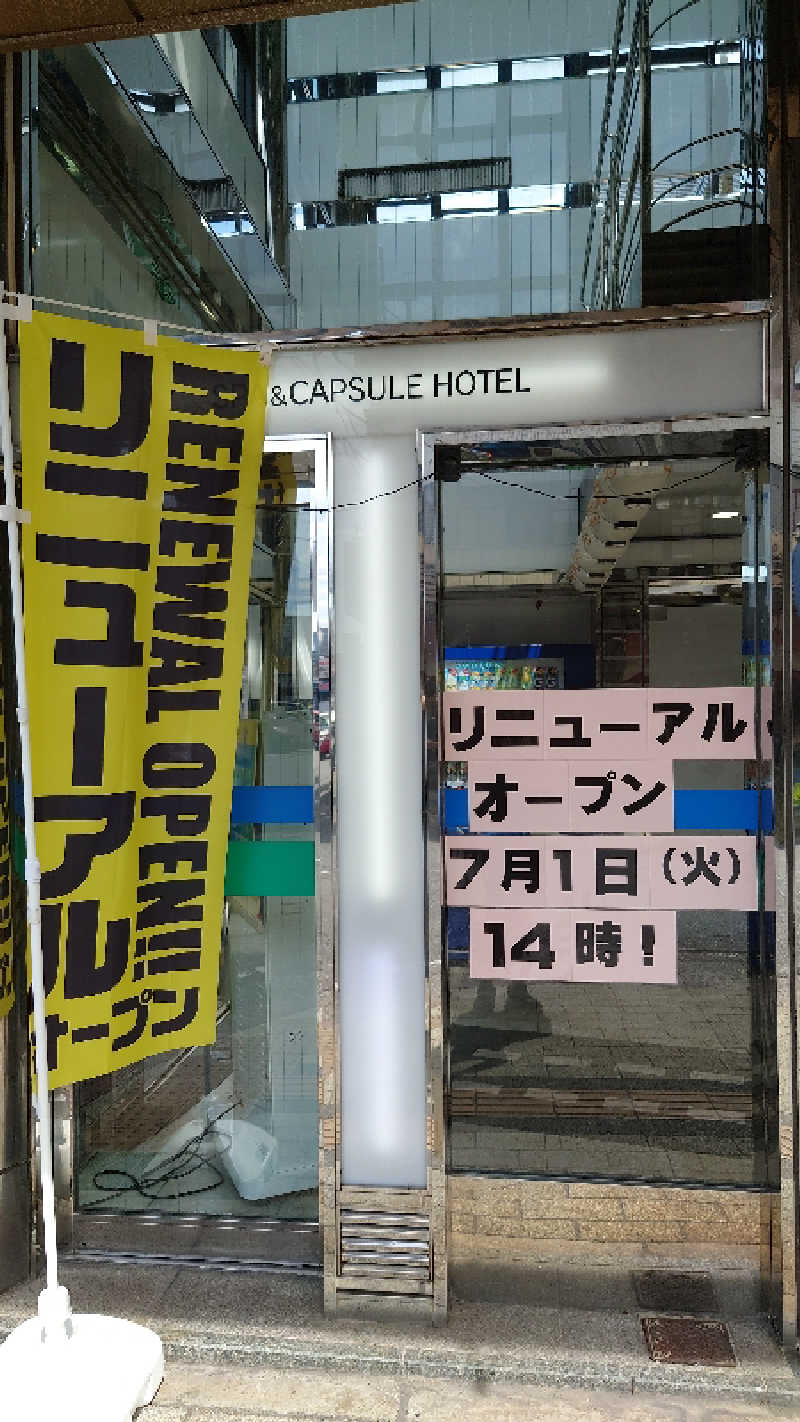 &CAPSULE HOTEL
リニューアル
オープン
RENEWAL OPEN!!
リニューアル
オープン
7月1日(火)
14時!